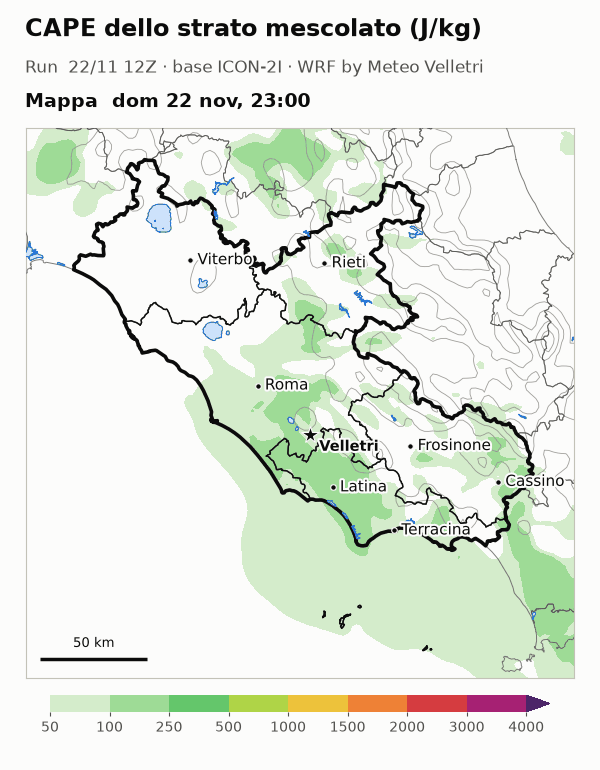 CAPE dello strato mescolato (J/kg)
Run 22/11 12Z · base ICON-2I · WRF by Meteo Velletri
Mappa dom 22 nov, 23:00
Viterbo
Rieti
Roma
Velletri
Frosinone
Latina
Cassino
Terracina
50 km
50 100 250 500 1000 1500 2000 3000 4000